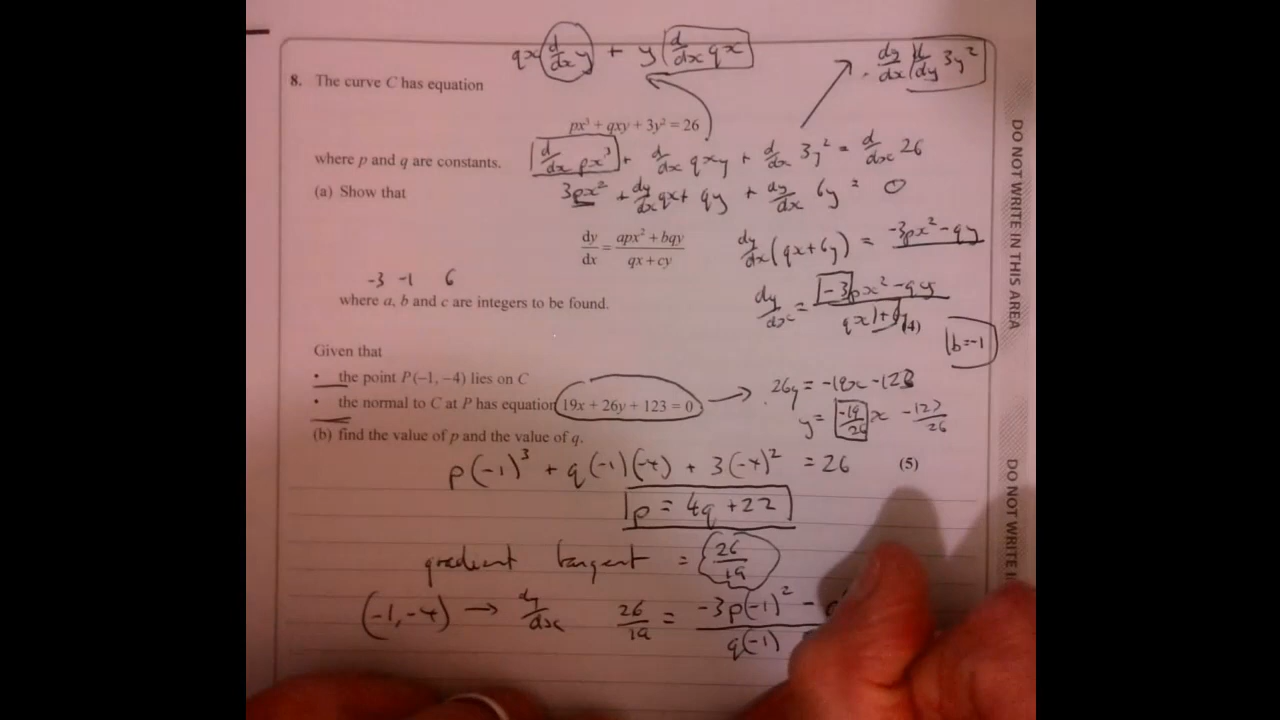 qx d/dx y + y d/dx qx
dy/dx d/dy 3y²
8. The curve C has equation
px³ + qxy + 3y² = 26
where p and q are constants.
d/dx px³ + d/dx qxy + d/dx 3y² = d/dx 26
(a) Show that
3px² + dy/dx qx + qy + dy/dx 6y = 0
dy/dx = apx² + bqy / qx + cy
dy/dx (qx + 6y) = -3px² - qy
-3 -1 6
where a, b and c are integers to be found.
dy/dx = -3px² - qy / qx + 6y
(4)
b = -1
Given that
• the point P(−1, −4) lies on C
• the normal to C at P has equation 19x + 26y + 123 = 0
26y = -19x - 123
y = -19/26 x - 123/26
(b) find the value of p and the value of q.
(5)
p(-1)³ + q(-1)(-4) + 3(-4)² = 26
p = 4q + 22
gradient tangent = 26/19
(-1, -4) → dy/dx 26/19 = -3p(-1)² - / q(-1)
DO NOT WRITE IN THIS AREA
DO NOT WRITE I